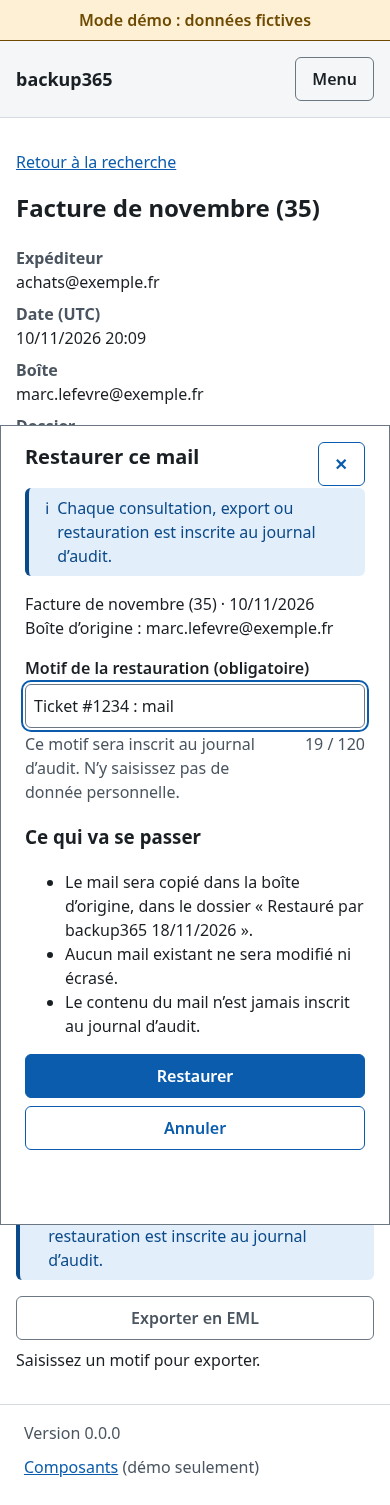 Mode démo : données fictives
backup365
Menu
Retour à la recherche
Facture de novembre (35)
Expéditeur
achats@exemple.fr
Date (UTC)
10/11/2026 20:09
Boîte
marc.lefevre@exemple.fr
Dossier
Restaurer ce mail
×
i Chaque consultation, export ou
restauration est inscrite au journal
d’audit.
Facture de novembre (35) · 10/11/2026
Boîte d’origine : marc.lefevre@exemple.fr
Motif de la restauration (obligatoire)
Ticket #1234 : mail
Ce motif sera inscrit au journal
d’audit. N’y saisissez pas de
donnée personnelle.
19 / 120
Ce qui va se passer
• Le mail sera copié dans la boîte
d’origine, dans le dossier « Restauré par
backup365 18/11/2026 ».
• Aucun mail existant ne sera modifié ni
écrasé.
• Le contenu du mail n’est jamais inscrit
au journal d’audit.
Restaurer
Annuler
restauration est inscrite au journal
d’audit.
Exporter en EML
Saisissez un motif pour exporter.
Version 0.0.0
Composants (démo seulement)